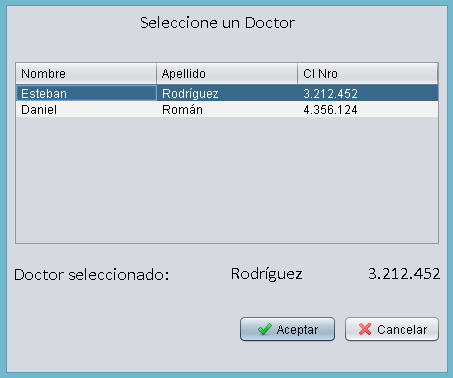 Seleccione un Doctor
Nombre Apellido CI Nro
Esteban Rodríguez 3.212.452
Daniel Román 4.356.124
Doctor seleccionado: Rodríguez 3.212.452
Aceptar Cancelar